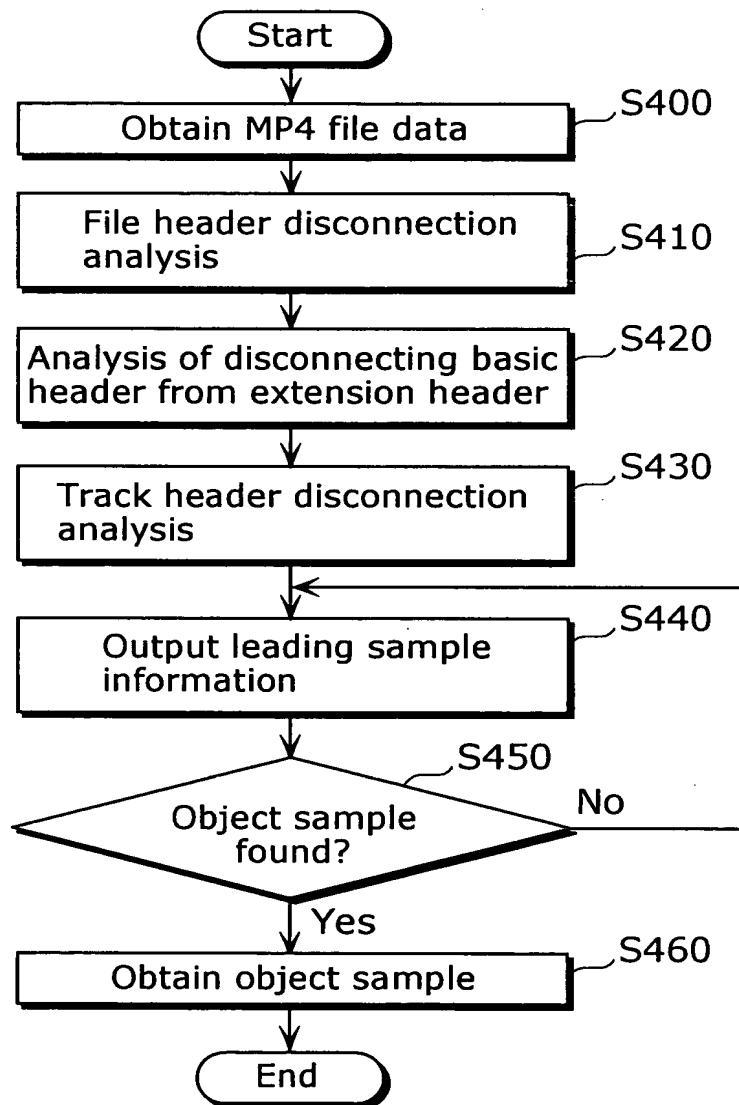 Start
S400
Obtain MP4 file data
S410
File header disconnection
analysis
S420
Analysis of disconnecting basic
header from extension header
S430
Track header disconnection
analysis
S440
Output leading sample
information
S450
Object sample
found?
No
Yes
S460
Obtain object sample
End